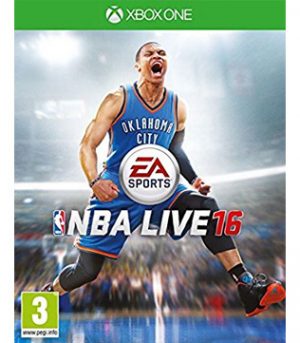 XBOX ONE
OKLAHOMA
CITY
EA
SPORTS
NBA LIVE 16
3
www.pegi.info